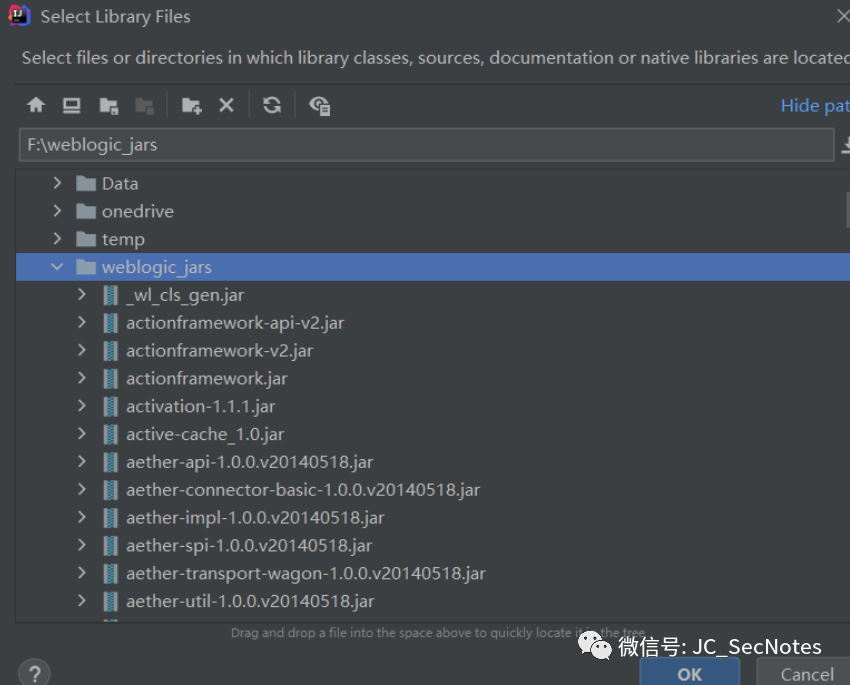 Select Library Files
Select files or directories in which library classes, sources, documentation or native libraries are located
Hide pat
F:\weblogic_jars
Data
onedrive
temp
weblogic_jars
_wl_cls_gen.jar
actionframework-api-v2.jar
actionframework-v2.jar
actionframework.jar
activation-1.1.1.jar
active-cache_1.0.jar
aether-api-1.0.0.v20140518.jar
aether-connector-basic-1.0.0.v20140518.jar
aether-impl-1.0.0.v20140518.jar
aether-spi-1.0.0.v20140518.jar
aether-transport-wagon-1.0.0.v20140518.jar
aether-util-1.0.0.v20140518.jar
Drag and drop a file into the space above to quickly locate it in the tree
微信号: JC_SecNotes
? OK Cancel